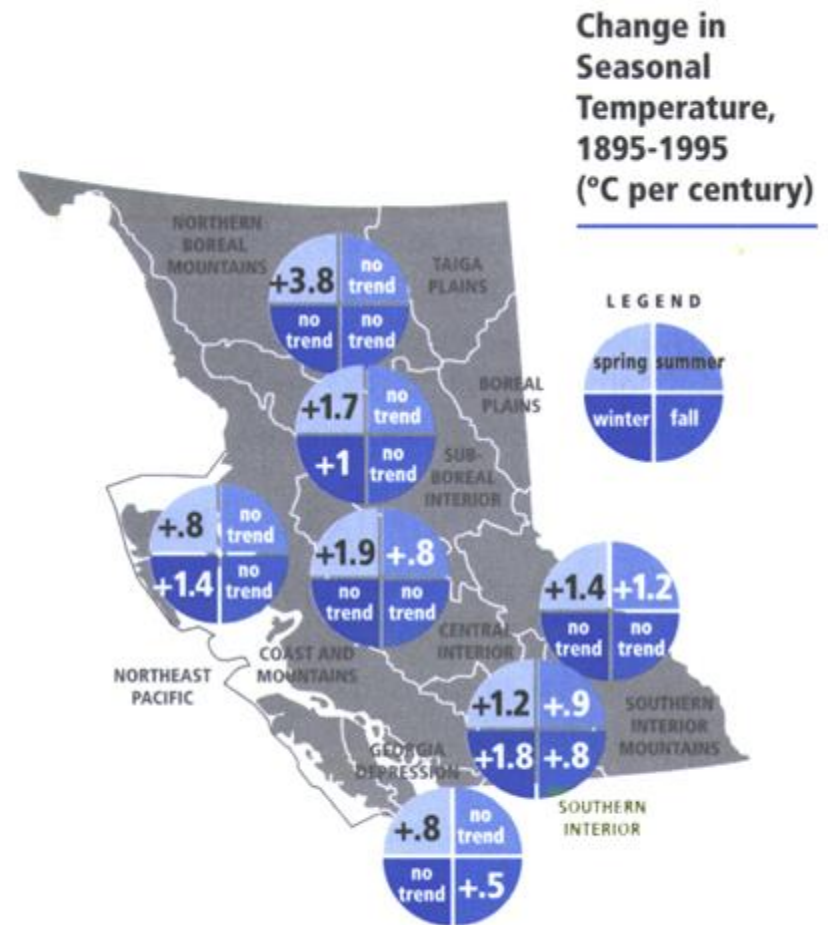 Change in
Seasonal
Temperature,
1895-1995
(°C per century)
LEGEND
spring summer
winter fall
NORTHERN
BOREAL
MOUNTAINS
TAIGA
PLAINS
+3.8
no
trend
no
trend
no
trend
BOREAL
PLAINS
+1.7
no
trend
+1
no
trend
SUB-
BOREAL
INTERIOR
+.8
no
trend
+1.4
no
trend
+1.9
+.8
no
trend
no
trend
CENTRAL
INTERIOR
+1.4
+1.2
no
trend
no
trend
NORTHEAST
PACIFIC
COAST AND
MOUNTAINS
+1.2
+.9
+1.8
+.8
SOUTHERN
INTERIOR
MOUNTAINS
GEORGIA
DEPRESSION
SOUTHERN
INTERIOR
+.8
no
trend
no
trend
+.5